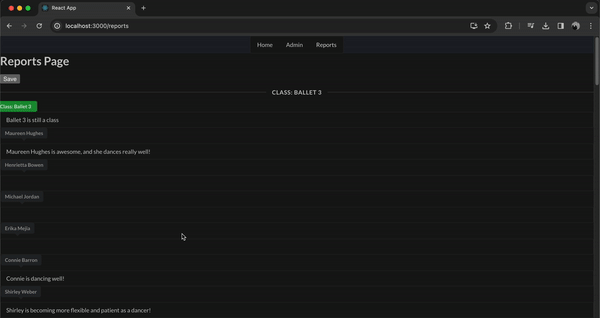 React App
localhost:3000/reports
Home Admin Reports
Reports Page
Save
CLASS: BALLET 3
Class: Ballet 3
Ballet 3 is still a class
Maureen Hughes
Maureen Hughes is awesome, and she dances really well!
Henrietta Bowen
Michael Jordan
Erika Mejia
Connie Barron
Connie is dancing well!
Shirley Weber
Shirley is becoming more flexible and patient as a dancer!